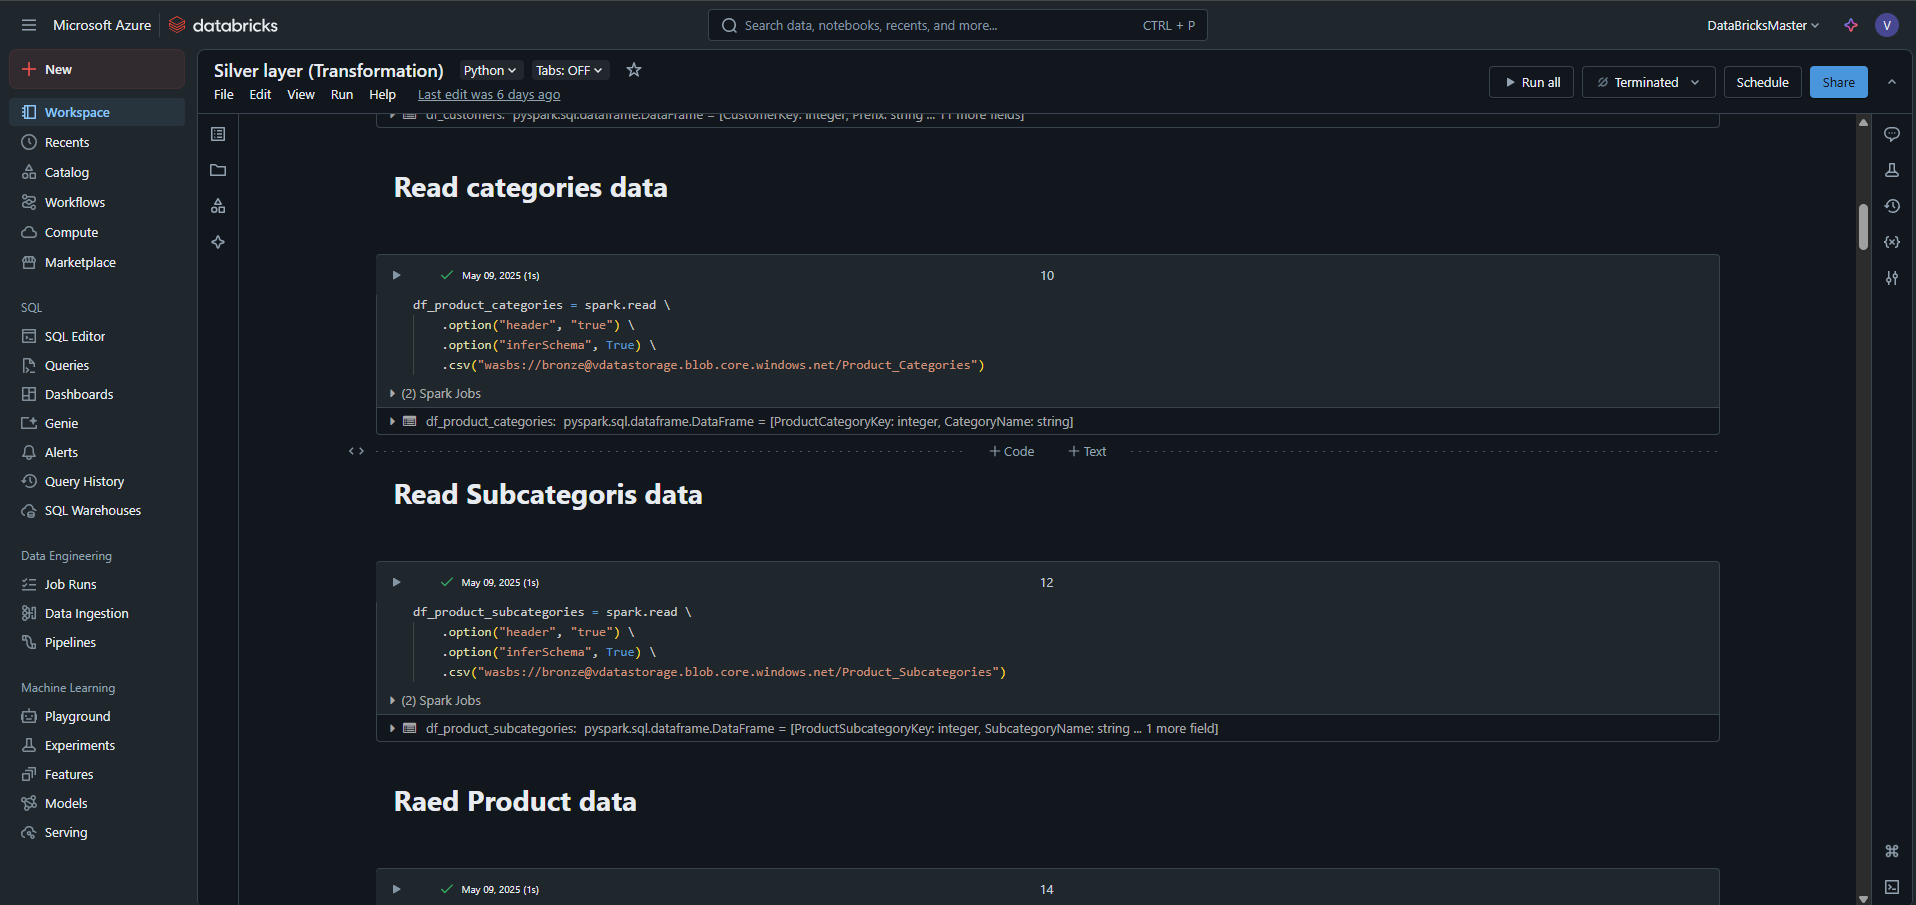 Microsoft Azure
databricks
Search data, notebooks, recents, and more...
CTRL + P
DataBricksMaster
V
New
Workspace
Recents
Catalog
Workflows
Compute
Marketplace
SQL
SQL Editor
Queries
Dashboards
Genie
Alerts
Query History
SQL Warehouses
Data Engineering
Job Runs
Data Ingestion
Pipelines
Machine Learning
Playground
Experiments
Features
Models
Serving
Silver layer (Transformation)
Python
Tabs: OFF
File Edit View Run Help Last edit was 6 days ago
Run all
Terminated
Schedule
Share
df_customers: pyspark.sql.dataframe.DataFrame = [CustomerKey: integer, Prefix: string ... 11 more fields]
Read categories data
May 09, 2025 (1s)
10
df_product_categories = spark.read \
.option("header", "true") \
.option("inferSchema", True) \
.csv("wasbs://bronze@vdatastorage.blob.core.windows.net/Product_Categories")
(2) Spark Jobs
df_product_categories: pyspark.sql.dataframe.DataFrame = [ProductCategoryKey: integer, CategoryName: string]
+ Code
+ Text
Read Subcategoris data
May 09, 2025 (1s)
12
df_product_subcategories = spark.read \
.option("header", "true") \
.option("inferSchema", True) \
.csv("wasbs://bronze@vdatastorage.blob.core.windows.net/Product_Subcategories")
(2) Spark Jobs
df_product_subcategories: pyspark.sql.dataframe.DataFrame = [ProductSubcategoryKey: integer, SubcategoryName: string ... 1 more field]
Raed Product data
May 09, 2025 (1s)
14